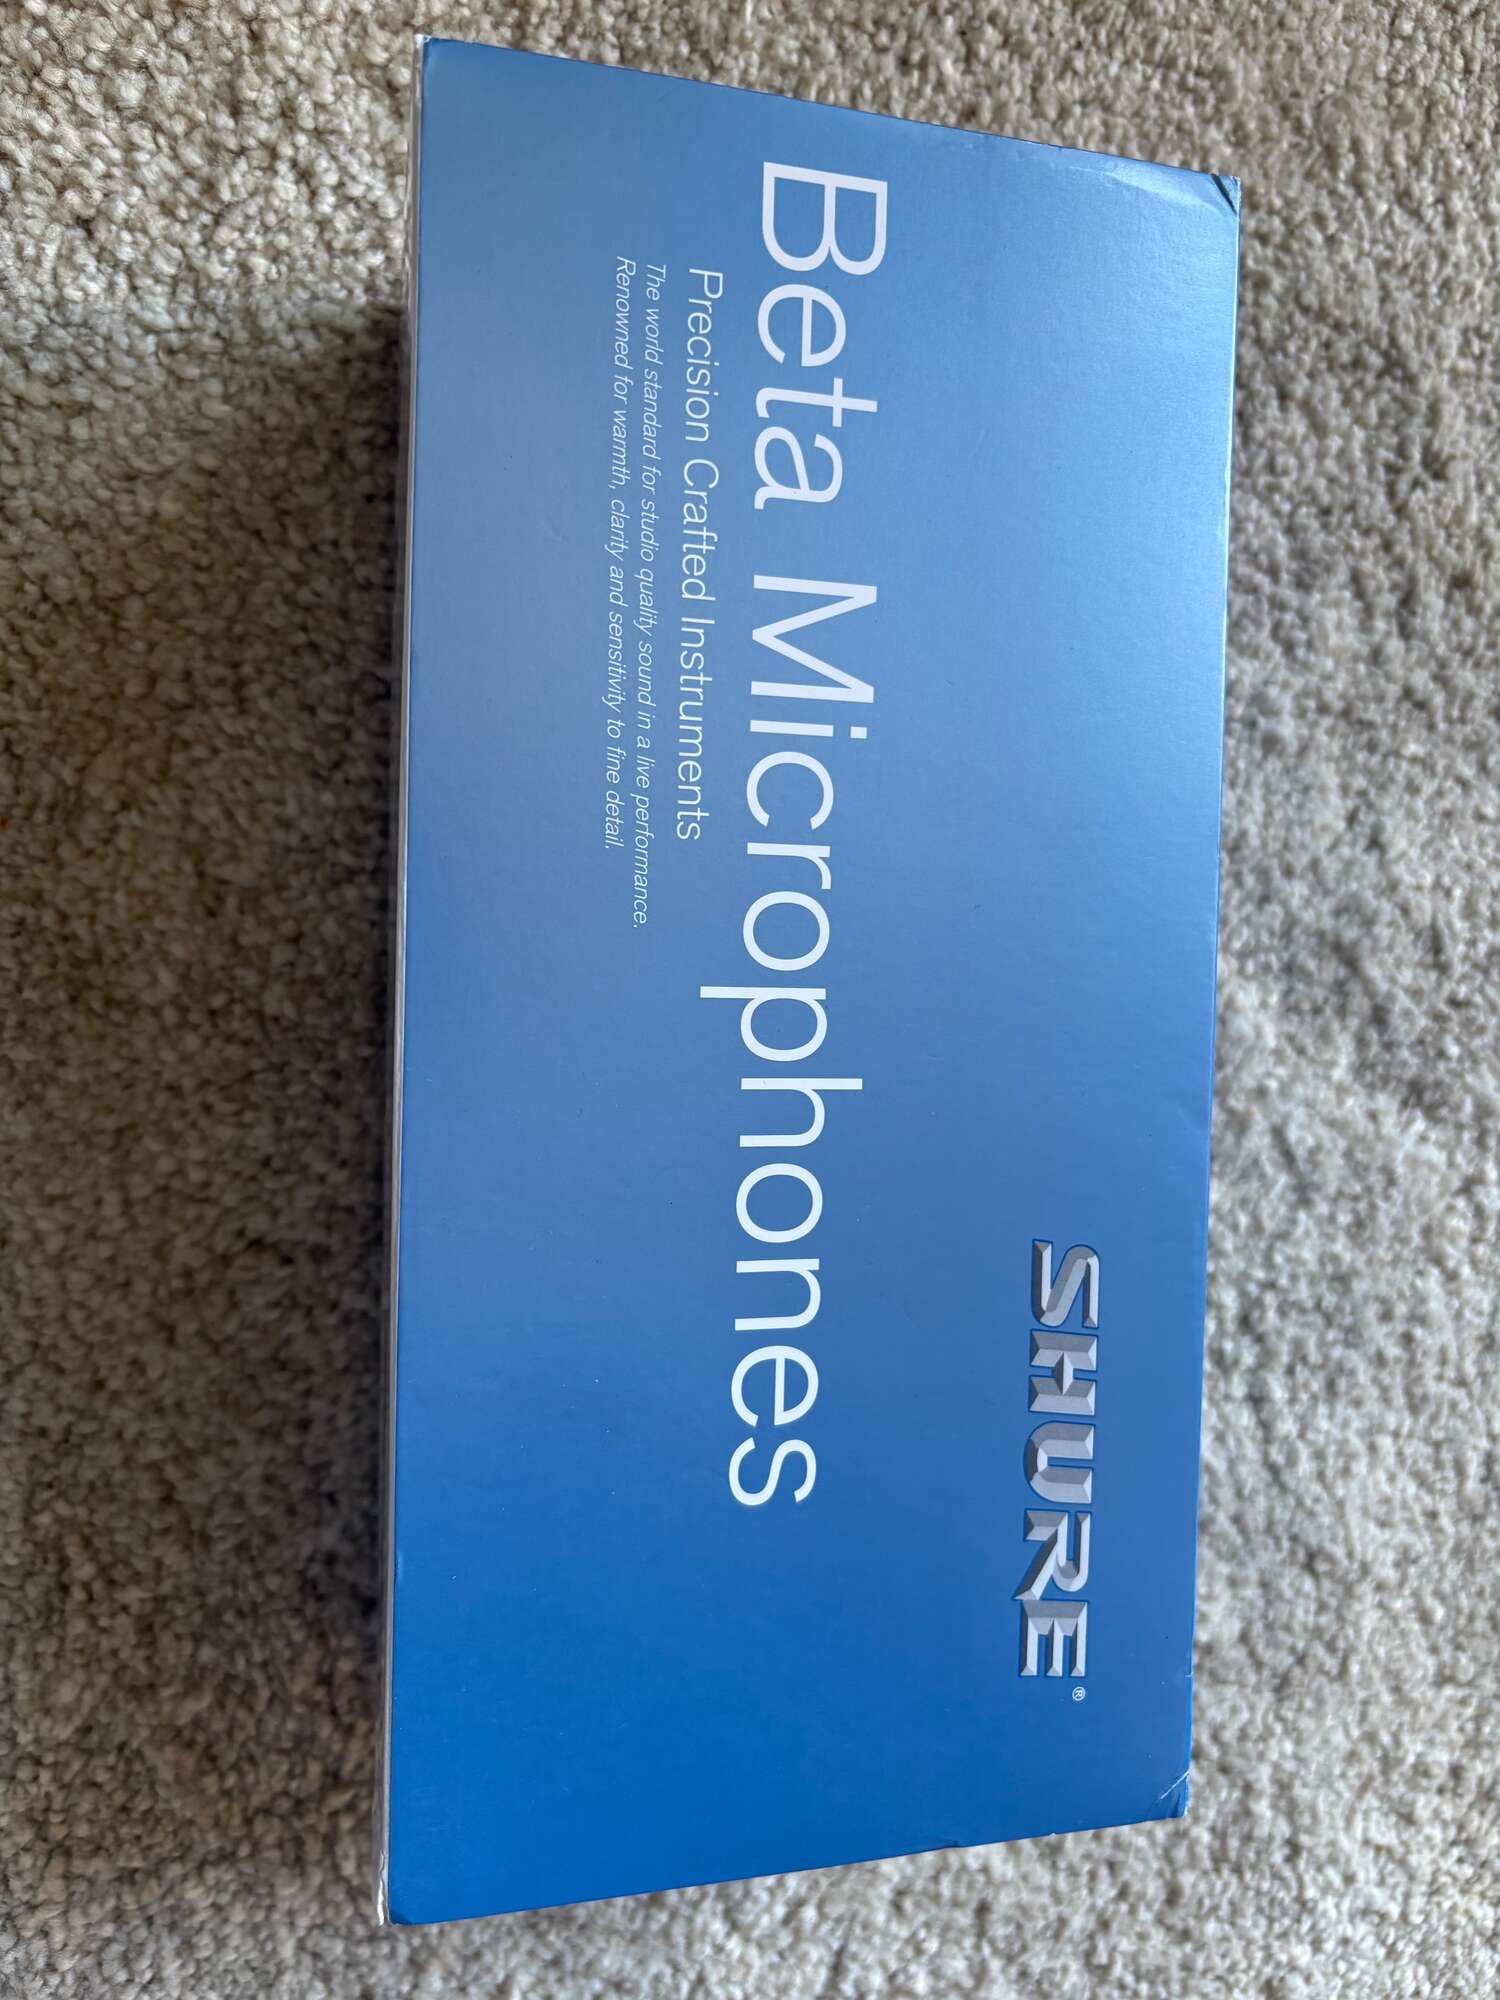 SHURE®
Beta Microphones
Precision Crafted Instruments
The world standard for studio quality sound in a live performance.
Renowned for warmth, clarity and sensitivity to fine detail.